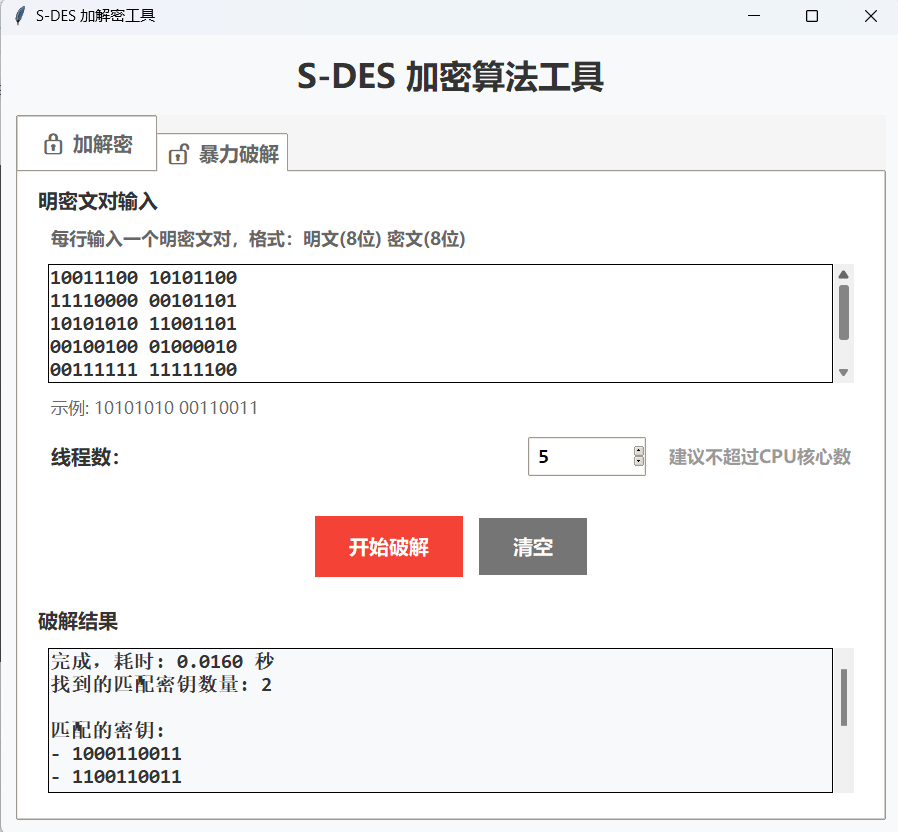 S-DES 加解密工具
S-DES 加密算法工具
加解密
暴力破解
明密文对输入
每行输入一个明密文对，格式：明文(8位) 密文(8位)
10011100 10101100
11110000 00101101
10101010 11001101
00100100 01000010
00111111 11111100
示例: 10101010 00110011
线程数: 5 建议不超过CPU核心数
开始破解 清空
破解结果
完成，耗时: 0.0160 秒
找到的匹配密钥数量: 2
匹配的密钥:
- 1000110011
- 1100110011